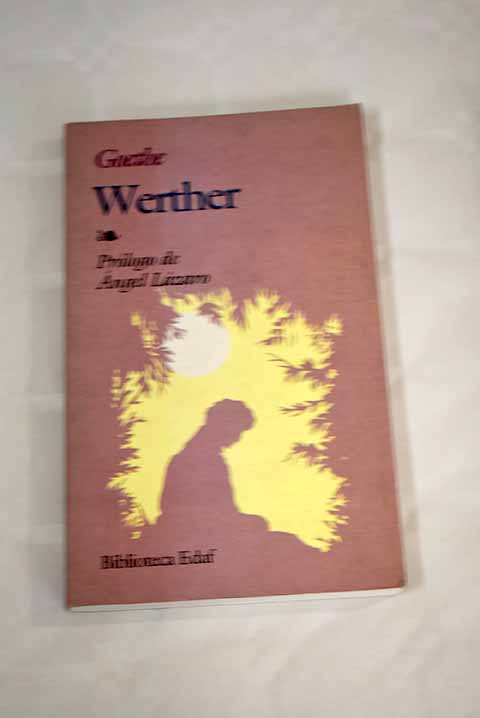 Goethe
Werther
Prólogo de
Ángel Lázaro
Biblioteca Edaf